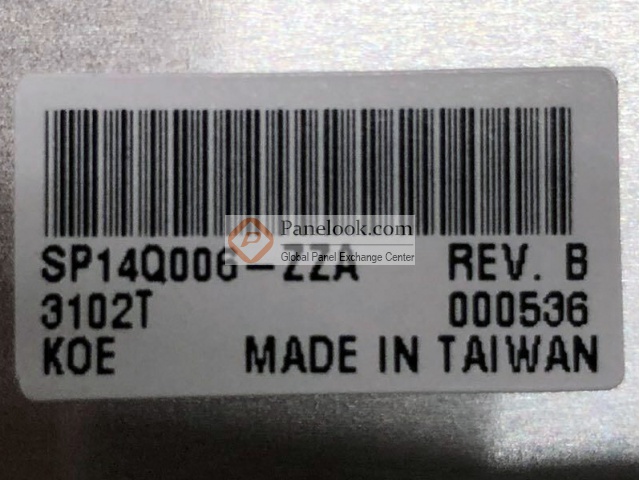 Panelook.com
Global Panel Exchange Center
SP14Q006-ZZA REV. B
3102T 000536
KOE MADE IN TAIWAN